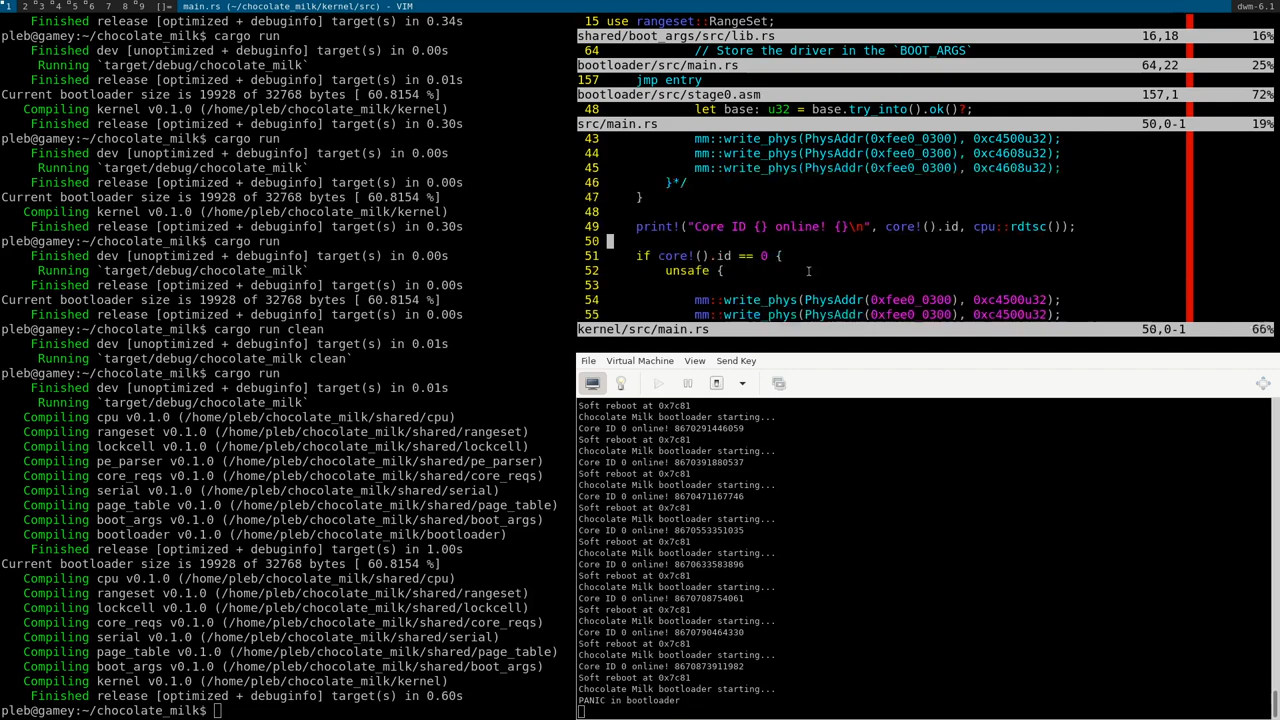 1 2 3 4 5 6 7 8 9 []= main.rs (~/chocolate_milk/kernel/src) - VIM dwm-6.1
Finished release [optimized + debuginfo] target(s) in 0.34s
pleb@gamey:~/chocolate_milk$ cargo run
Finished dev [unoptimized + debuginfo] target(s) in 0.00s
Running `target/debug/chocolate_milk`
Finished release [optimized + debuginfo] target(s) in 0.01s
Current bootloader size is 19928 of 32768 bytes [ 60.8154 %]
Compiling kernel v0.1.0 (/home/pleb/chocolate_milk/kernel)
Finished release [optimized + debuginfo] target(s) in 0.30s
pleb@gamey:~/chocolate_milk$ cargo run
Finished dev [unoptimized + debuginfo] target(s) in 0.00s
Running `target/debug/chocolate_milk`
Finished release [optimized + debuginfo] target(s) in 0.00s
Current bootloader size is 19928 of 32768 bytes [ 60.8154 %]
Compiling kernel v0.1.0 (/home/pleb/chocolate_milk/kernel)
Finished release [optimized + debuginfo] target(s) in 0.30s
pleb@gamey:~/chocolate_milk$ cargo run
Finished dev [unoptimized + debuginfo] target(s) in 0.00s
Running `target/debug/chocolate_milk`
Finished release [optimized + debuginfo] target(s) in 0.00s
Current bootloader size is 19928 of 32768 bytes [ 60.8154 %]
Finished release [optimized + debuginfo] target(s) in 0.00s
pleb@gamey:~/chocolate_milk$ cargo run clean
Finished dev [unoptimized + debuginfo] target(s) in 0.01s
Running `target/debug/chocolate_milk clean`
pleb@gamey:~/chocolate_milk$ cargo run
Finished dev [unoptimized + debuginfo] target(s) in 0.01s
Running `target/debug/chocolate_milk`
Compiling cpu v0.1.0 (/home/pleb/chocolate_milk/shared/cpu)
Compiling rangeset v0.1.0 (/home/pleb/chocolate_milk/shared/rangeset)
Compiling lockcell v0.1.0 (/home/pleb/chocolate_milk/shared/lockcell)
Compiling pe_parser v0.1.0 (/home/pleb/chocolate_milk/shared/pe_parser)
Compiling core_reqs v0.1.0 (/home/pleb/chocolate_milk/shared/core_reqs)
Compiling serial v0.1.0 (/home/pleb/chocolate_milk/shared/serial)
Compiling page_table v0.1.0 (/home/pleb/chocolate_milk/shared/page_table)
Compiling boot_args v0.1.0 (/home/pleb/chocolate_milk/shared/boot_args)
Compiling bootloader v0.1.0 (/home/pleb/chocolate_milk/bootloader)
Finished release [optimized + debuginfo] target(s) in 1.00s
Current bootloader size is 19928 of 32768 bytes [ 60.8154 %]
Compiling cpu v0.1.0 (/home/pleb/chocolate_milk/shared/cpu)
Compiling rangeset v0.1.0 (/home/pleb/chocolate_milk/shared/rangeset)
Compiling lockcell v0.1.0 (/home/pleb/chocolate_milk/shared/lockcell)
Compiling core_reqs v0.1.0 (/home/pleb/chocolate_milk/shared/core_reqs)
Compiling serial v0.1.0 (/home/pleb/chocolate_milk/shared/serial)
Compiling page_table v0.1.0 (/home/pleb/chocolate_milk/shared/page_table)
Compiling boot_args v0.1.0 (/home/pleb/chocolate_milk/shared/boot_args)
Compiling kernel v0.1.0 (/home/pleb/chocolate_milk/kernel)
Finished release [optimized + debuginfo] target(s) in 0.60s
pleb@gamey:~/chocolate_milk$
15 use rangeset::RangeSet;
shared/boot_args/src/lib.rs 16,18 16%
64 // Store the driver in the `BOOT_ARGS`
bootloader/src/main.rs 64,22 25%
157 jmp entry
bootloader/src/stage0.asm 157,1 72%
48 let base: u32 = base.try_into().ok()?;
src/main.rs 50,0-1 19%
43 mm::write_phys(PhysAddr(0xfee0_0300), 0xc4500u32);
44 mm::write_phys(PhysAddr(0xfee0_0300), 0xc4608u32);
45 mm::write_phys(PhysAddr(0xfee0_0300), 0xc4608u32);
46 }*/
47 }
48
49 print!("Core ID {} online! {}\n", core!().id, cpu::rdtsc());
50
51 if core!().id == 0 {
52 unsafe {
53
54 mm::write_phys(PhysAddr(0xfee0_0300), 0xc4500u32);
55 mm::write_phys(PhysAddr(0xfee0_0300), 0xc4500u32);
kernel/src/main.rs 50,0-1 66%
File Virtual Machine View Send Key
Soft reboot at 0x7c81
Chocolate Milk bootloader starting...
Core ID 0 online! 8670291446059
Soft reboot at 0x7c81
Chocolate Milk bootloader starting...
Core ID 0 online! 8670391880537
Soft reboot at 0x7c81
Chocolate Milk bootloader starting...
Core ID 0 online! 8670471167746
Soft reboot at 0x7c81
Chocolate Milk bootloader starting...
Core ID 0 online! 8670553351035
Soft reboot at 0x7c81
Chocolate Milk bootloader starting...
Core ID 0 online! 8670633583896
Soft reboot at 0x7c81
Chocolate Milk bootloader starting...
Core ID 0 online! 8670708754061
Soft reboot at 0x7c81
Chocolate Milk bootloader starting...
Core ID 0 online! 8670790464330
Soft reboot at 0x7c81
Chocolate Milk bootloader starting...
Core ID 0 online! 8670873911982
Soft reboot at 0x7c81
Chocolate Milk bootloader starting...
PANIC in bootloader